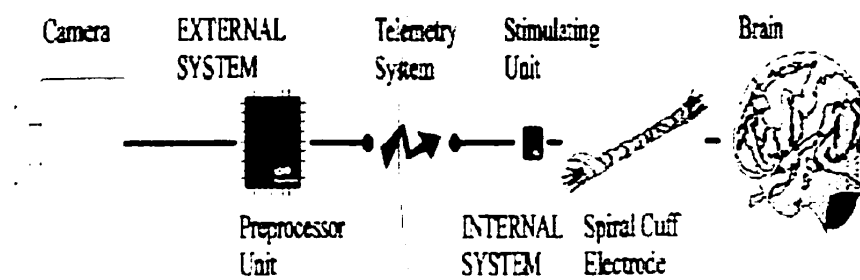 Camera
EXTERNAL
SYSTEM
Telemetry
System
Stimulating
Unit
Brain
Preprocessor
Unit
INTERNAL
SYSTEM
Spiral Cuff
Electrode